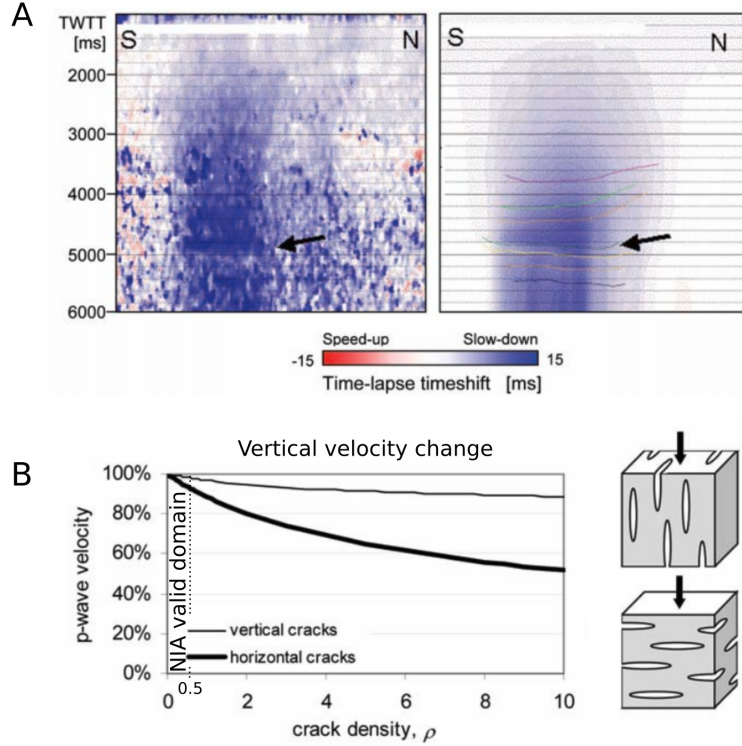 A
TWTT
[ms]
S
N
S
N
2000
3000
4000
5000
6000
Speed-up
Slow-down
-15
15
Time-lapse timeshift [ms]
B
Vertical velocity change
p-wave velocity
100%
80%
60%
40%
20%
0%
NIA valid domain
vertical cracks
horizontal cracks
0
0.5
2
4
6
8
10
crack density, ρ